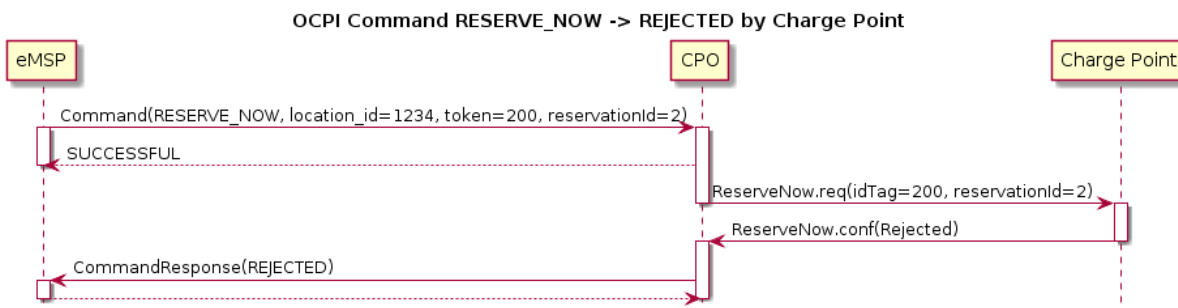 OCPI Command RESERVE_NOW -> REJECTED by Charge Point
eMSP
CPO
Charge Point
Command(RESERVE_NOW, location_id=1234, token=200, reservationId=2)
SUCCESSFUL
ReserveNow.req(idTag=200, reservationId=2)
ReserveNow.conf(Rejected)
CommandResponse(REJECTED)